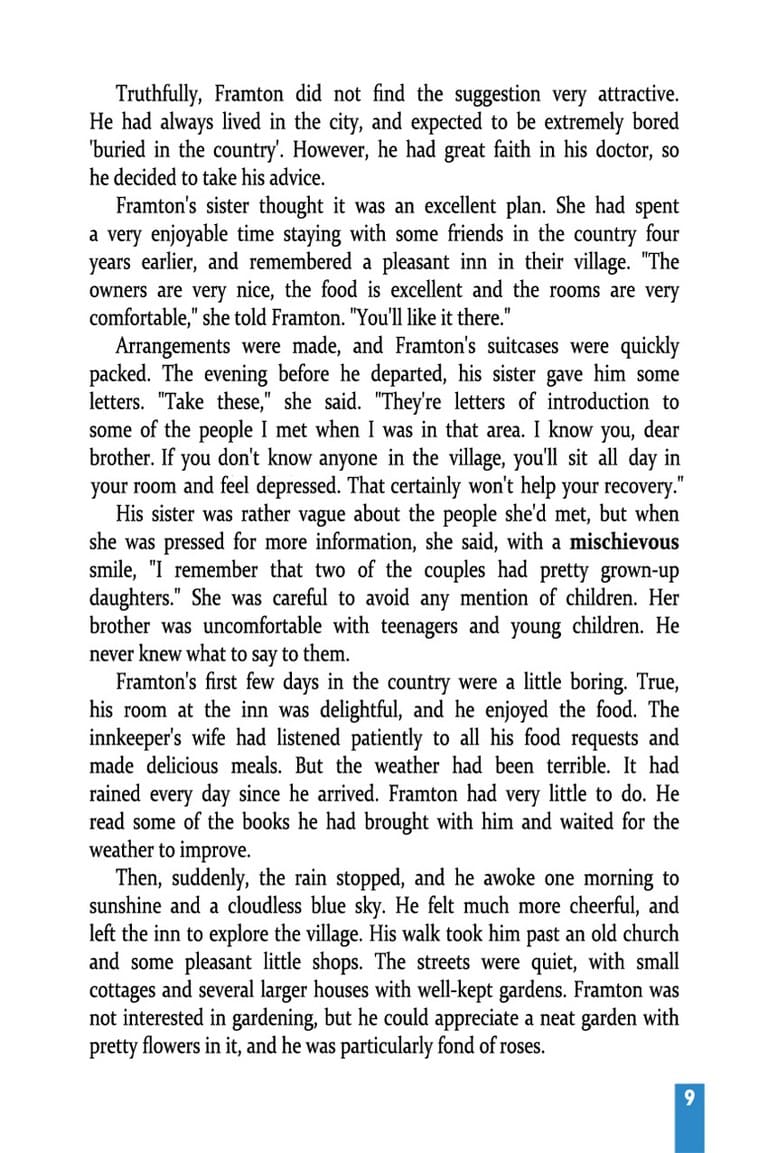 Truthfully, Framton did not find the suggestion very attractive.
He had always lived in the city, and expected to be extremely bored
'buried in the country'. However, he had great faith in his doctor, so
he decided to take his advice.
Framton's sister thought it was an excellent plan. She had spent
a very enjoyable time staying with some friends in the country four
years earlier, and remembered a pleasant inn in their village. "The
owners are very nice, the food is excellent and the rooms are very
comfortable," she told Framton. "You'll like it there."
Arrangements were made, and Framton's suitcases were quickly
packed. The evening before he departed, his sister gave him some
letters. "Take these," she said. "They're letters of introduction to
some of the people I met when I was in that area. I know you, dear
brother. If you don't know anyone in the village, you'll sit all day in
your room and feel depressed. That certainly won't help your recovery."
His sister was rather vague about the people she'd met, but when
she was pressed for more information, she said, with a mischievous
smile, "I remember that two of the couples had pretty grown-up
daughters." She was careful to avoid any mention of children. Her
brother was uncomfortable with teenagers and young children. He
never knew what to say to them.
Framton's first few days in the country were a little boring. True,
his room at the inn was delightful, and he enjoyed the food. The
innkeeper's wife had listened patiently to all his food requests and
made delicious meals. But the weather had been terrible. It had
rained every day since he arrived. Framton had very little to do. He
read some of the books he had brought with him and waited for the
weather to improve.
Then, suddenly, the rain stopped, and he awoke one morning to
sunshine and a cloudless blue sky. He felt much more cheerful, and
left the inn to explore the village. His walk took him past an old church
and some pleasant little shops. The streets were quiet, with small
cottages and several larger houses with well-kept gardens. Framton was
not interested in gardening, but he could appreciate a neat garden with
pretty flowers in it, and he was particularly fond of roses.
9